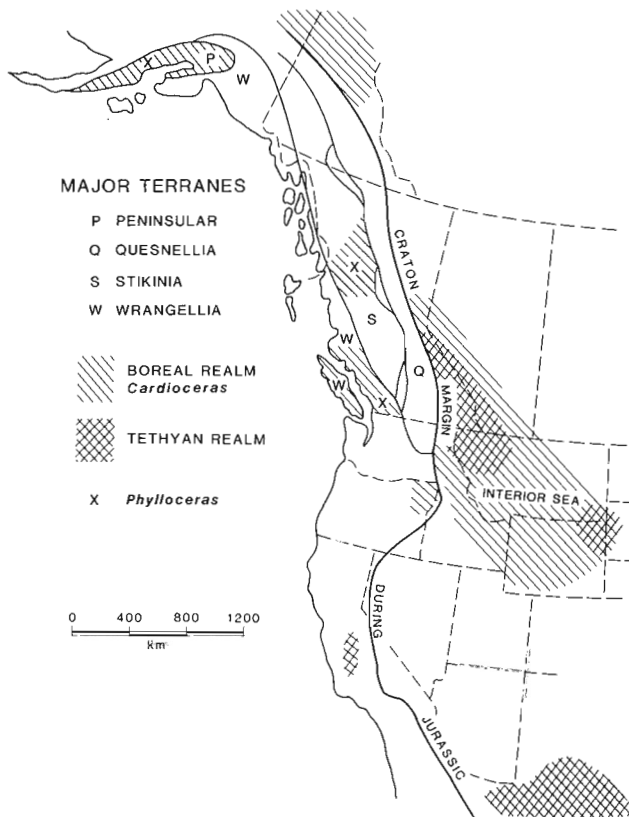 X
P
W
MAJOR TERRANES
P PENINSULAR
Q QUESNELLIA
S STIKINIA
W WRANGELLIA
BOREAL REALM
Cardioceras
TETHYAN REALM
X Phylloceras
0 400 800 1200
km
CRATON
MARGIN
DURING
JURASSIC
X
S
W
Q
W
X
x
INTERIOR SEA